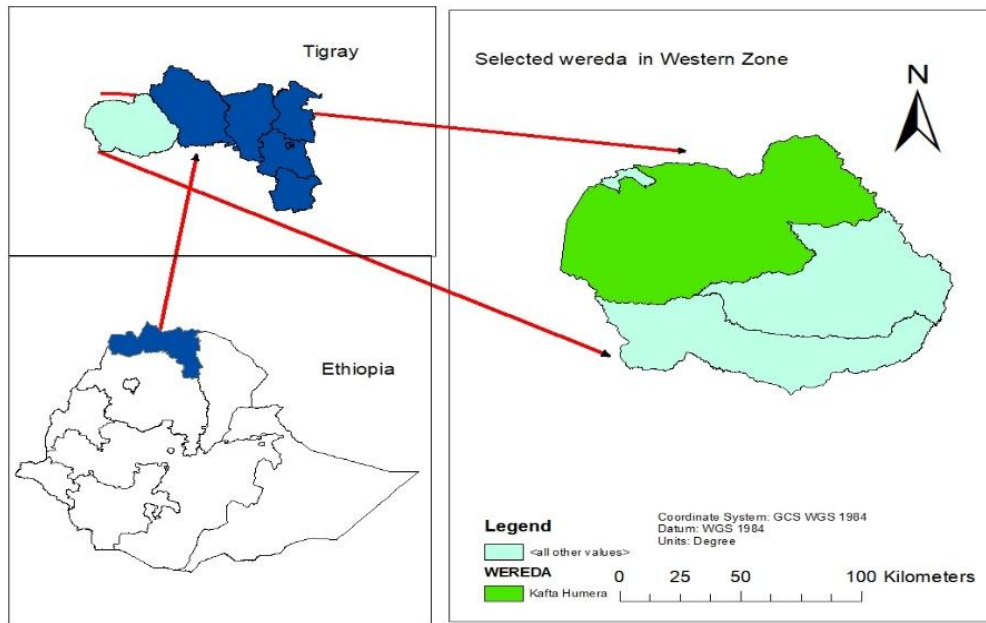 Tigray
Ethiopia
Selected wereda in Western Zone
N
Legend
<all other values>
WEREDA
Kafta Humera
Coordinate System: GCS WGS 1984
Datum: WGS 1984
Units: Degree
0 25 50 100 Kilometers